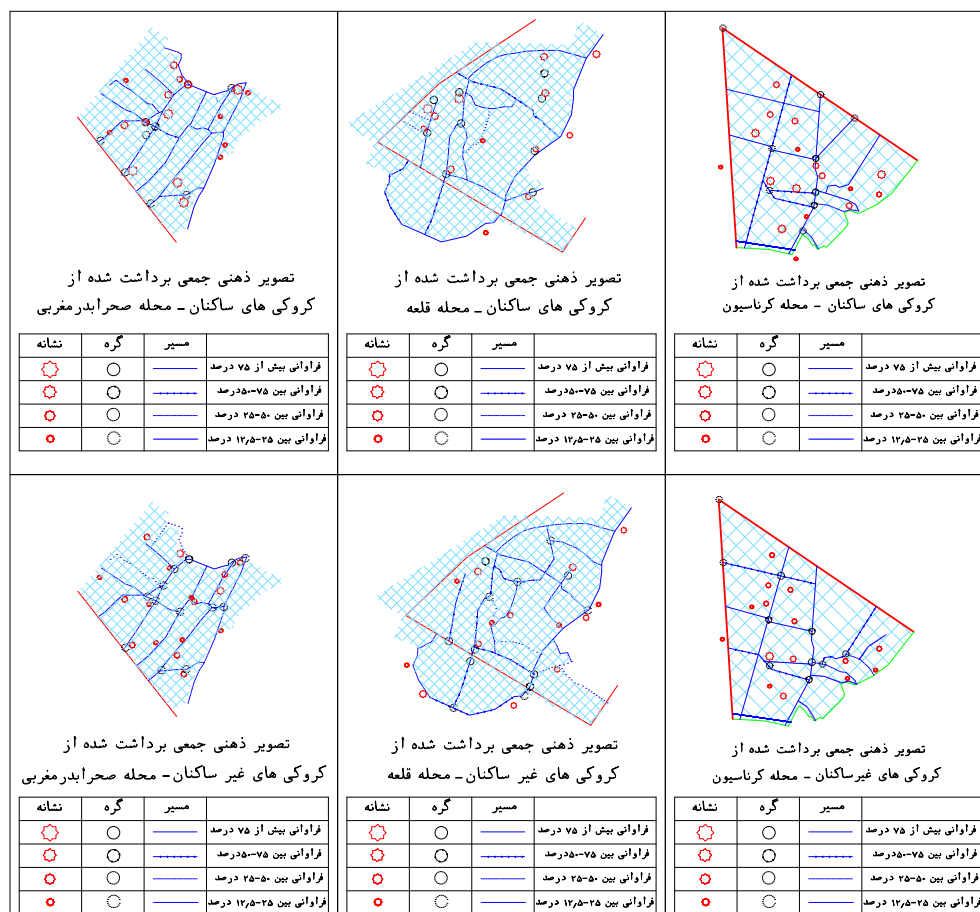 تصویر ذهنی جمعی برداشت شده از
کروکی های ساکنان - محله کرناسیون
نشانه گره مسیر
فراوانی بیش از ۷۵ درصد
فراوانی بین ۷۵-۵۰درصد
فراوانی بین ۵۰-۲۵ درصد
فراوانی بین ۲۵-۱۲٫۵ درصد
تصویر ذهنی جمعی برداشت شده از
کروکی های ساکنان - محله قلعه
نشانه گره مسیر
فراوانی بیش از ۷۵ درصد
فراوانی بین ۷۵-۵۰درصد
فراوانی بین ۵۰-۲۵ درصد
فراوانی بین ۲۵-۱۲٫۵ درصد
تصویر ذهنی جمعی برداشت شده از
کروکی های ساکنان - محله صحرابدرمغربی
نشانه گره مسیر
فراوانی بیش از ۷۵ درصد
فراوانی بین ۷۵-۵۰درصد
فراوانی بین ۵۰-۲۵ درصد
فراوانی بین ۲۵-۱۲٫۵ درصد
تصویر ذهنی جمعی برداشت شده از
کروکی های غیرساکنان - محله کرناسیون
نشانه گره مسیر
فراوانی بیش از ۷۵ درصد
فراوانی بین ۷۵-۵۰درصد
فراوانی بین ۵۰-۲۵ درصد
فراوانی بین ۲۵-۱۲٫۵ درصد
تصویر ذهنی جمعی برداشت شده از
کروکی های غیر ساکنان - محله قلعه
نشانه گره مسیر
فراوانی بیش از ۷۵ درصد
فراوانی بین ۷۵-۵۰درصد
فراوانی بین ۵۰-۲۵ درصد
فراوانی بین ۲۵-۱۲٫۵ درصد
تصویر ذهنی جمعی برداشت شده از
کروکی های غیر ساکنان - محله صحرابدرمغربی
نشانه گره مسیر
فراوانی بیش از ۷۵ درصد
فراوانی بین ۷۵-۵۰درصد
فراوانی بین ۵۰-۲۵ درصد
فراوانی بین ۲۵-۱۲٫۵ درصد